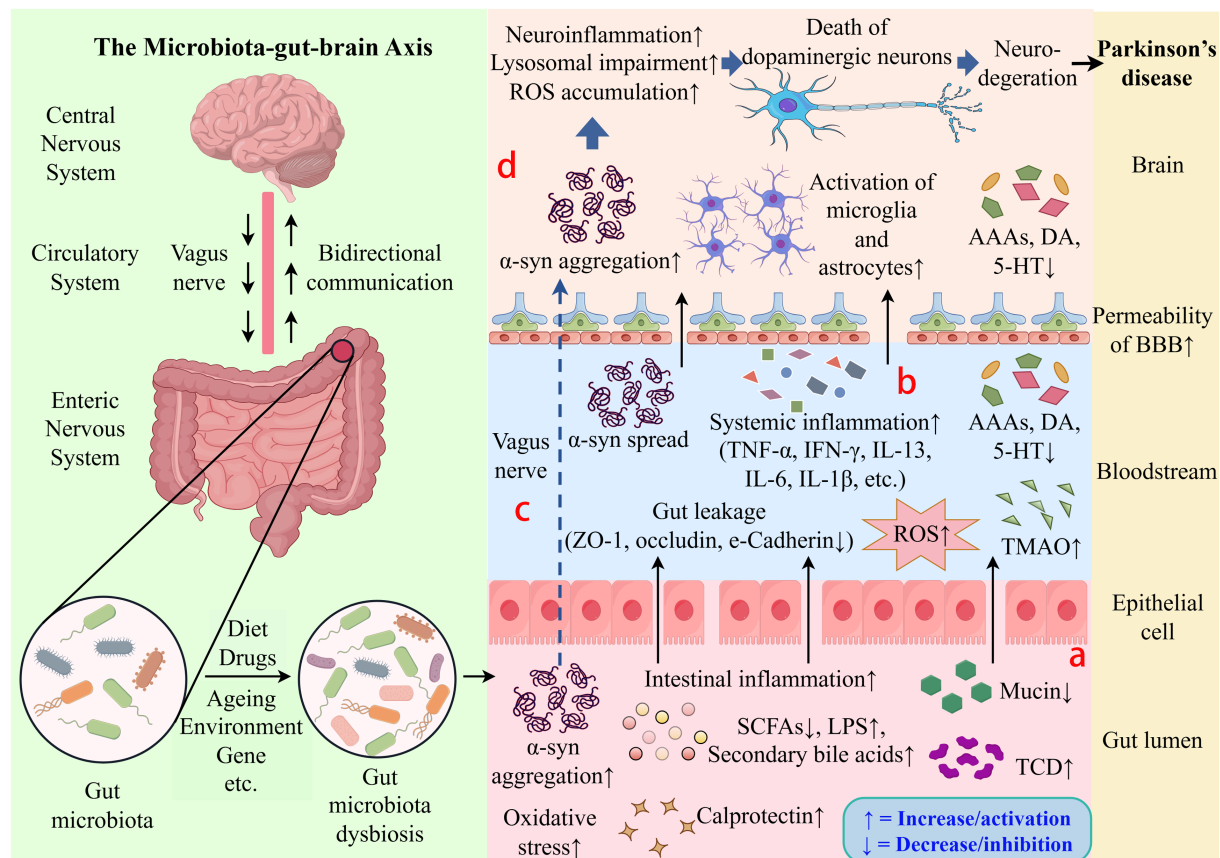 The Microbiota-gut-brain Axis
Central
Nervous
System
Circulatory
System
Vagus
nerve
Bidirectional
communication
Enteric
Nervous
System
Diet
Drugs
Ageing
Environment
Gene
etc.
Gut
microbiota
Gut
microbiota
dysbiosis
Neuroinflammation↑
Lysosomal impairment↑
ROS accumulation↑
Death of
dopaminergic neurons
Neuro-
degeration
Parkinson's
disease
d
α-syn aggregation↑
Activation of
microglia
and
astrocytes↑
AAAs, DA,
5-HT↓
Brain
Permeability
of BBB↑
α-syn spread
b
Systemic inflammation↑
(TNF-α, IFN-γ, IL-13,
IL-6, IL-1β, etc.)
AAAs, DA,
5-HT↓
Bloodstream
Vagus
nerve
c
Gut leakage
(ZO-1, occludin, e-Cadherin↓)
ROS↑
TMAO↑
Epithelial
cell
a
α-syn
aggregation↑
Intestinal inflammation↑
SCFAs↓, LPS↑,
Secondary bile acids↑
Mucin↓
TCD↑
Gut lumen
Oxidative
stress↑
Calprotectin↑
↑ = Increase/activation
↓ = Decrease/inhibition